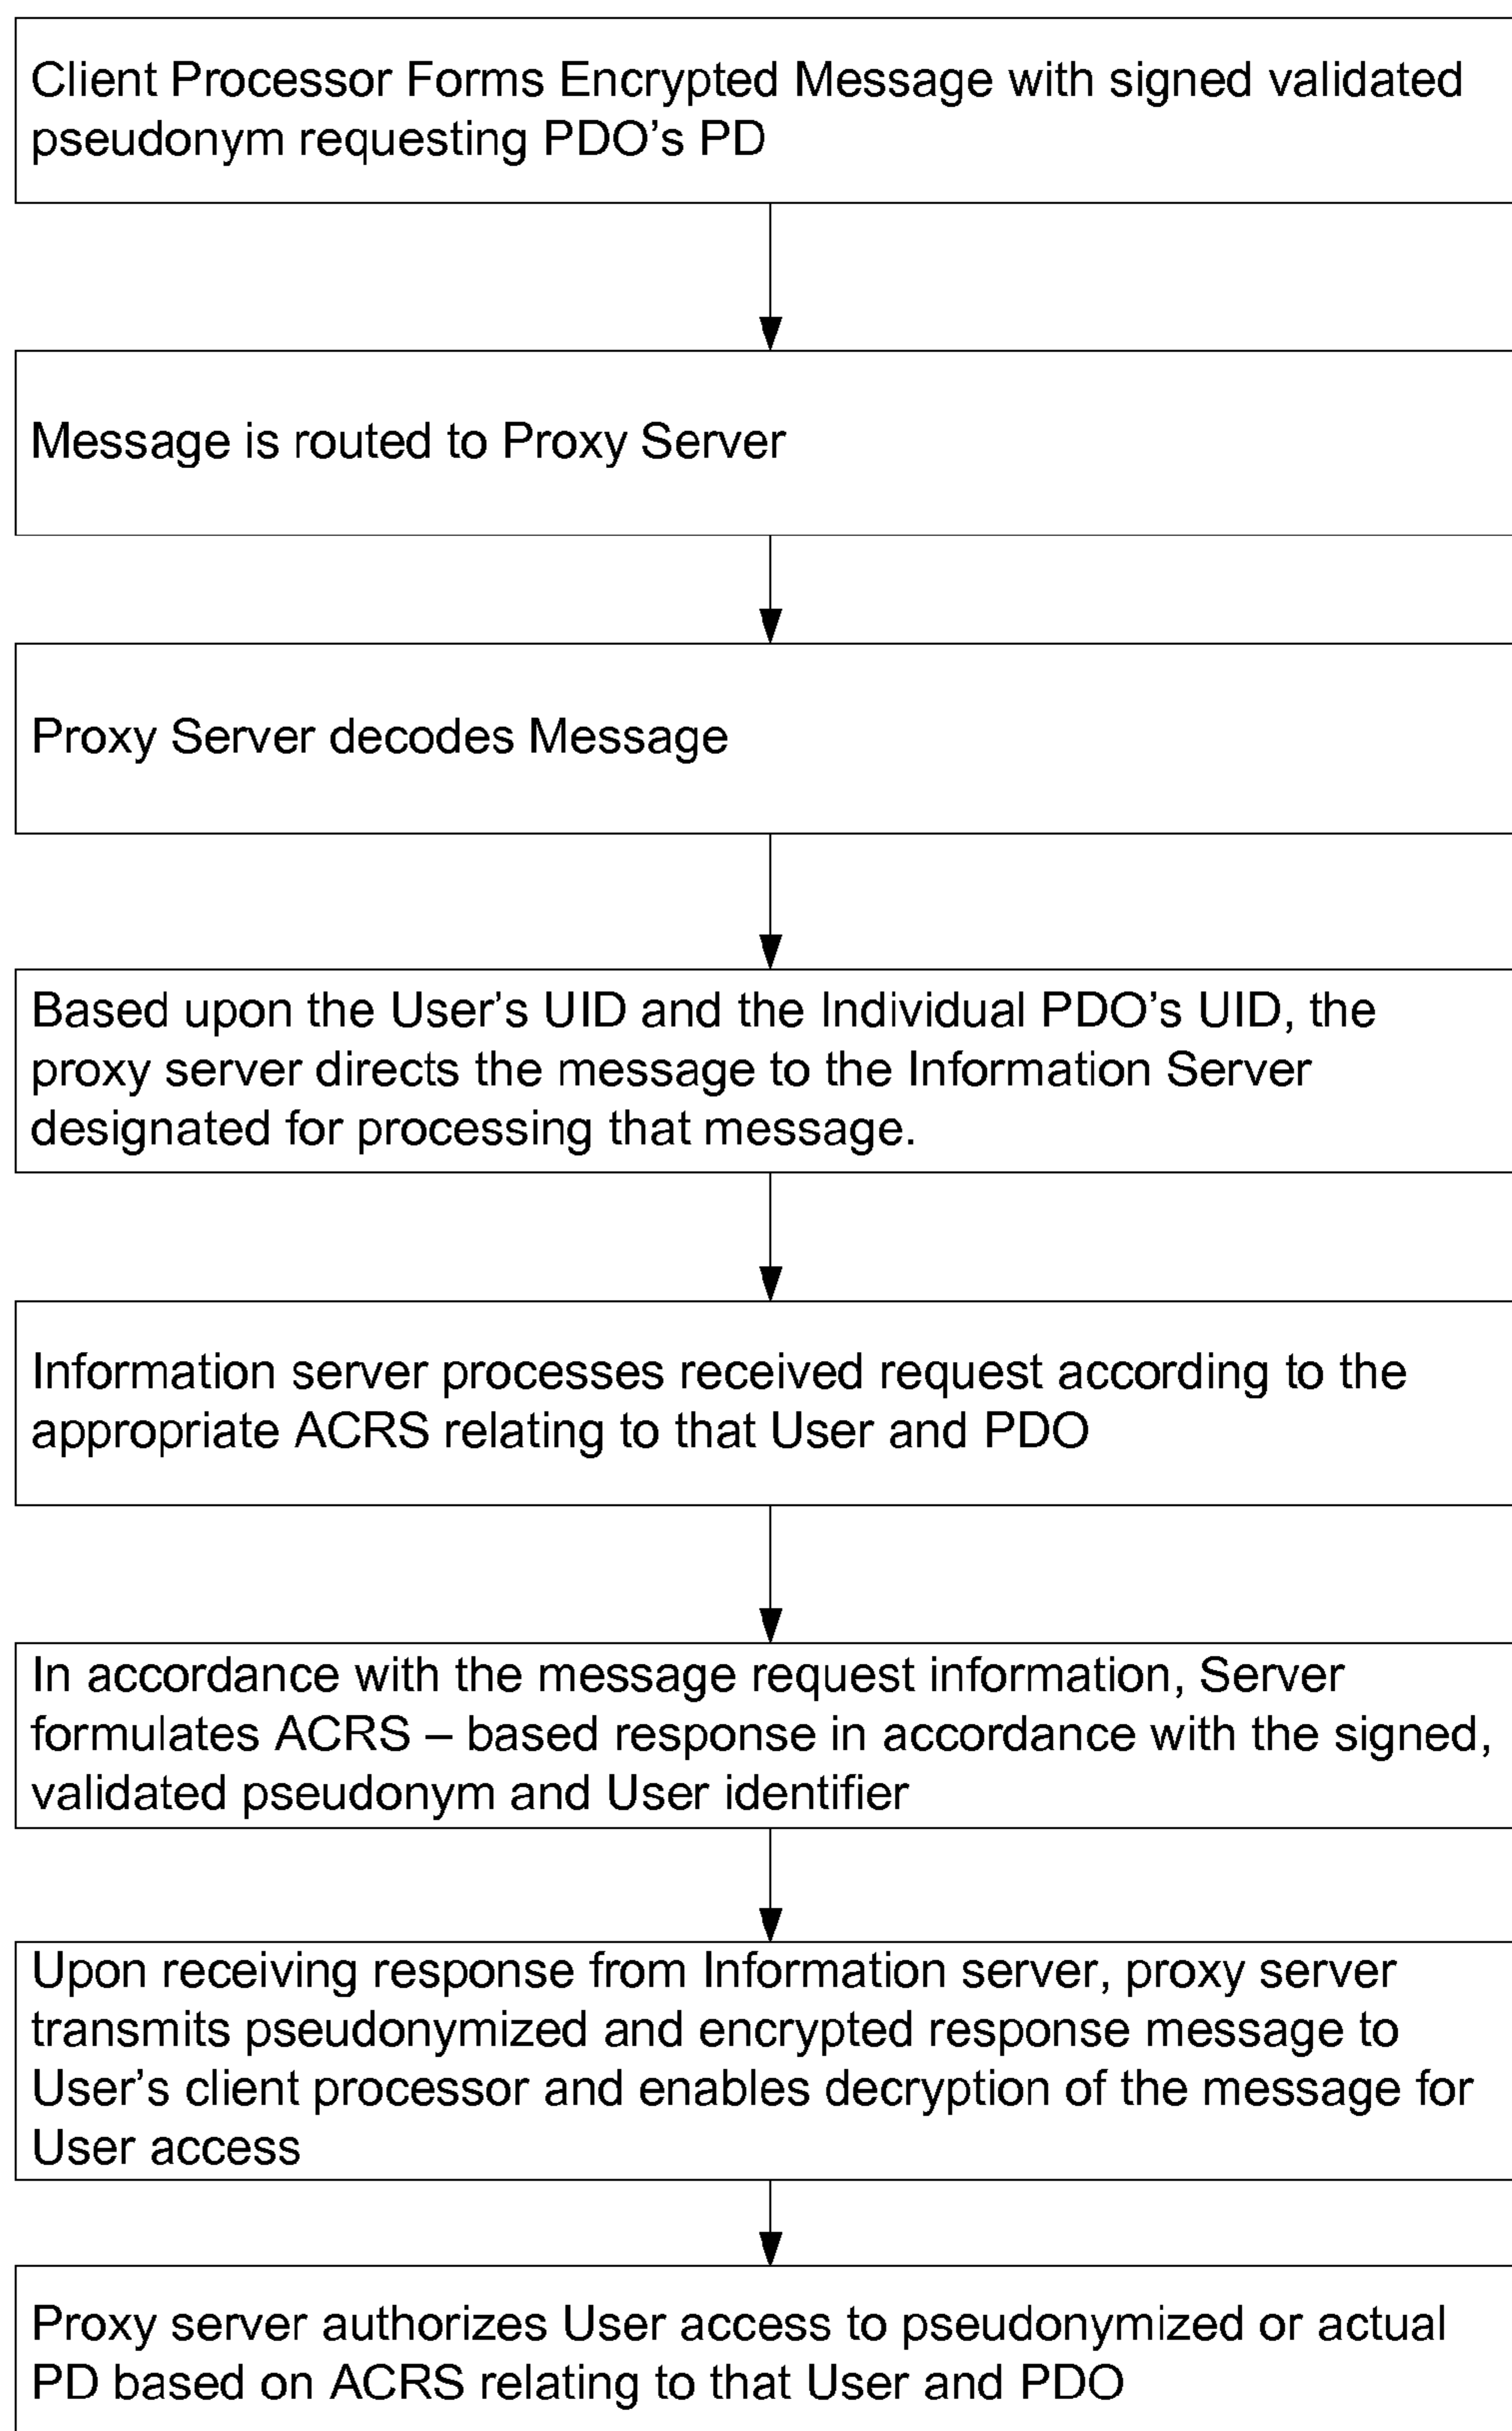 Client Processor Forms Encrypted Message with signed validated
pseudonym requesting PDO’s PD
Message is routed to Proxy Server
Proxy Server decodes Message
Based upon the User’s UID and the Individual PDO’s UID, the
proxy server directs the message to the Information Server
designated for processing that message.
Information server processes received request according to the
appropriate ACRS relating to that User and PDO
In accordance with the message request information, Server
formulates ACRS – based response in accordance with the signed,
validated pseudonym and User identifier
Upon receiving response from Information server, proxy server
transmits pseudonymized and encrypted response message to
User’s client processor and enables decryption of the message for
User access
Proxy server authorizes User access to pseudonymized or actual
PD based on ACRS relating to that User and PDO